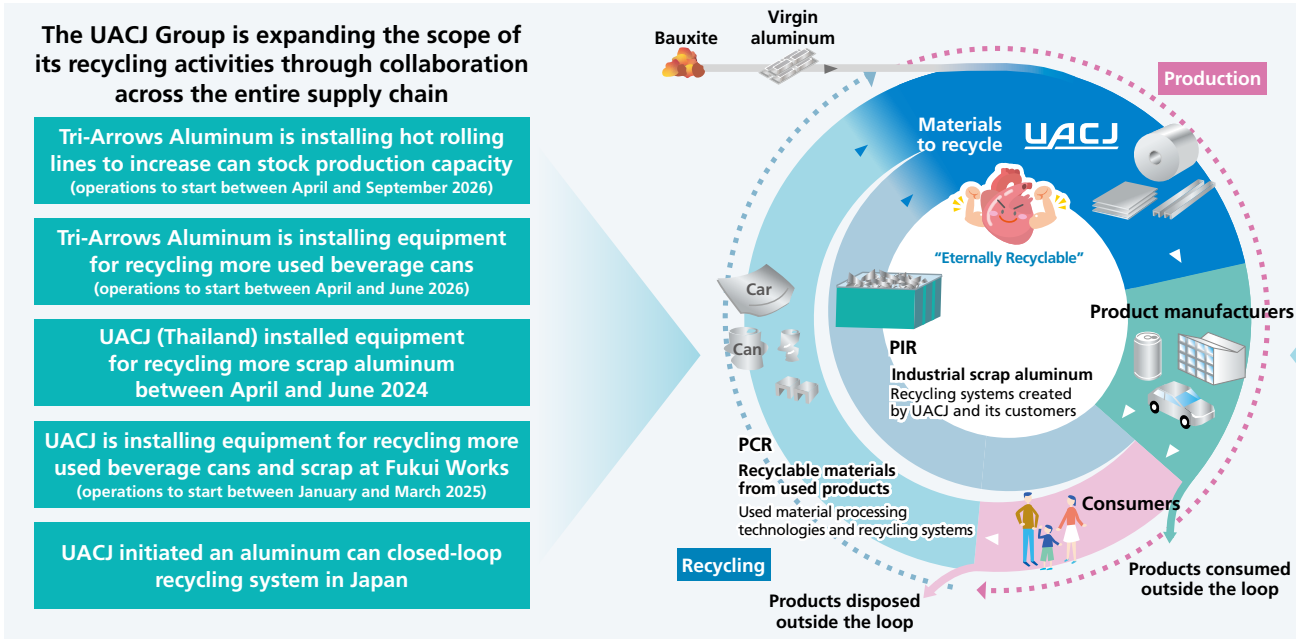 The UACJ Group is expanding the scope of
its recycling activities through collaboration
across the entire supply chain
Tri-Arrows Aluminum is installing hot rolling
lines to increase can stock production capacity
(operations to start between April and September 2026)
Tri-Arrows Aluminum is installing equipment
for recycling more used beverage cans
(operations to start between April and June 2026)
UACJ (Thailand) installed equipment
for recycling more scrap aluminum
between April and June 2024
UACJ is installing equipment for recycling more
used beverage cans and scrap at Fukui Works
(operations to start between January and March 2025)
UACJ initiated an aluminum can closed-loop
recycling system in Japan
Bauxite
Virgin
aluminum
Production
Materials
to recycle
UACJ
“Eternally Recyclable”
Car
Can
Product manufacturers
PIR
Industrial scrap aluminum
Recycling systems created
by UACJ and its customers
PCR
Recyclable materials
from used products
Used material processing
technologies and recycling systems
Consumers
Recycling
Products disposed
outside the loop
Products consumed
outside the loop